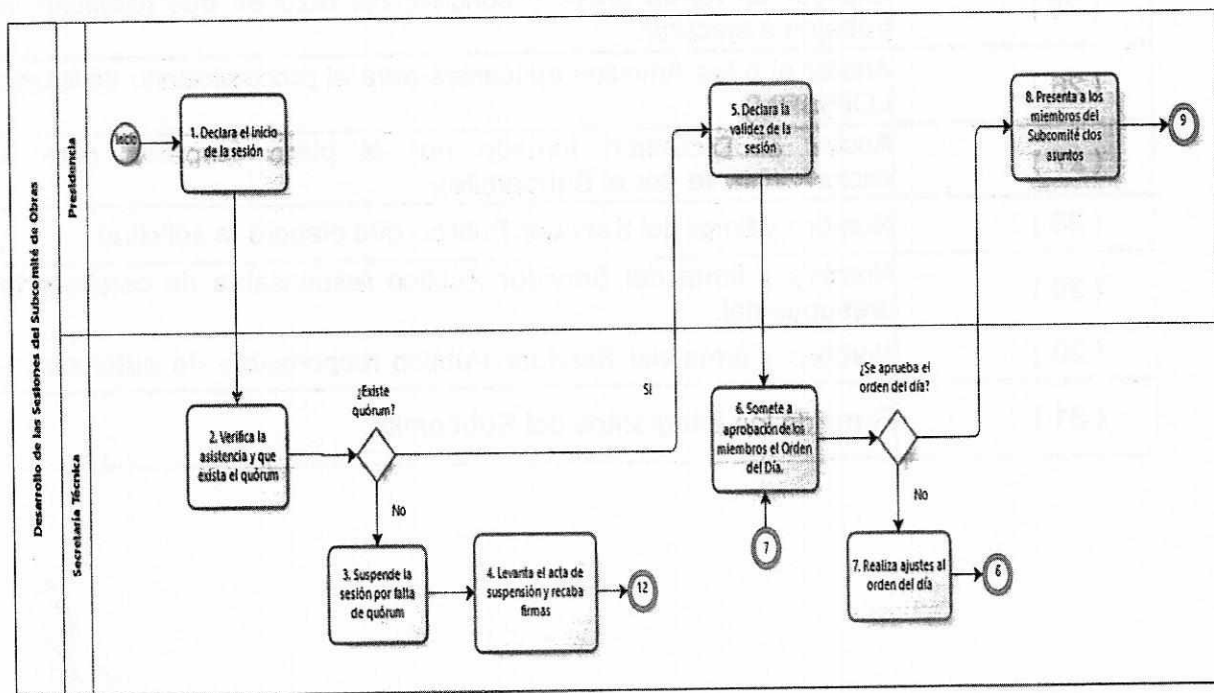 Desarrollo de las Sesiones del Subcomité de Obras
Presidencia
Inicio
1. Declara el inicio
de la sesión
5. Declara la
validez de la
sesión
8. Presenta a los
miembros del
Subcomité clos
asuntos
9
Secretaría Técnica
2. Verifica la
asistencia y que
exista el quórum
¿Existe
quórum?
Si
No
3. Suspende la
sesión por falta
de quórum
4. Levanta el acta de
suspensión y recaba
firmas
12
6. Somete a
aprobación de los
miembros el Orden
del Día.
7
¿Se aprueba el
orden del día?
No
7. Realiza ajustes al
orden del día
6